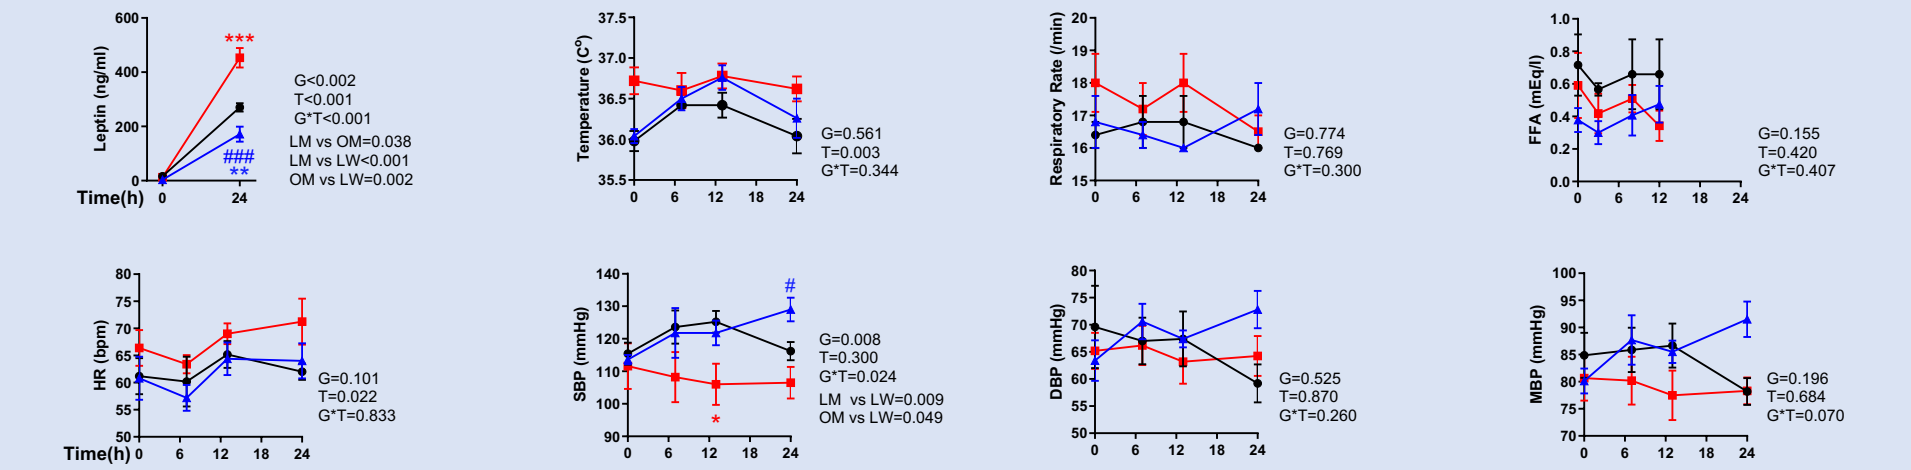 Leptin (ng/ml)
600
400
200
0
***
###
**
Time(h)
0
24
G<0.002
T<0.001
G*T<0.001
LM vs OM=0.038
LM vs LW<0.001
OM vs LW=0.002
Temperature (C°)
37.5
37.0
36.5
36.0
35.5
0
6
12
18
24
G=0.561
T=0.003
G*T=0.344
Respiratory Rate (/min)
20
19
18
17
16
15
0
6
12
18
24
G=0.774
T=0.769
G*T=0.300
FFA (mEq/l)
1.0
0.8
0.6
0.4
0.2
0.0
0
6
12
18
24
G=0.155
T=0.420
G*T=0.407
HR (bpm)
80
75
70
65
60
55
50
Time(h)
0
6
12
18
24
G=0.101
T=0.022
G*T=0.833
SBP (mmHg)
140
130
120
110
100
90
#
*
0
6
12
18
24
G=0.008
T=0.300
G*T=0.024
LM vs LW=0.009
OM vs LW=0.049
DBP (mmHg)
80
75
70
65
60
55
50
0
6
12
18
24
G=0.525
T=0.870
G*T=0.260
MBP (mmHg)
100
95
90
85
80
75
70
0
6
12
18
24
G=0.196
T=0.684
G*T=0.070